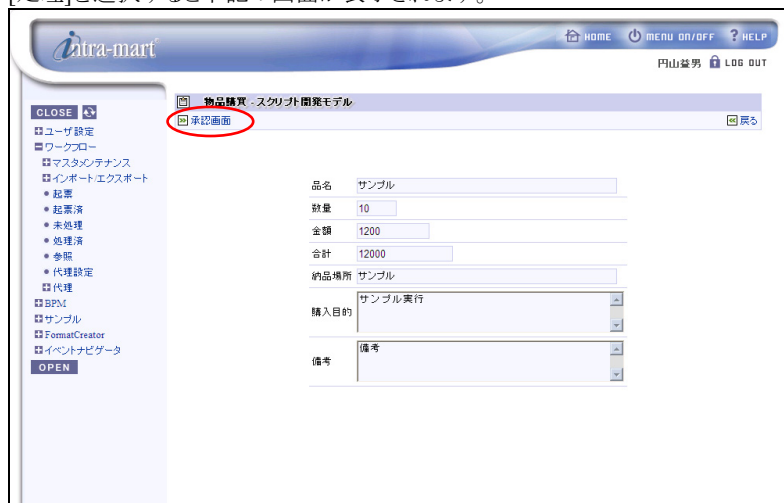 [処理]を選択すると下記の画面が表示されます。
intra-mart
HOME MENU ON/OFF ? HELP
円山益男 LOG OUT
CLOSE
ユーザ設定
ワークフロー
マスタメンテナンス
インポート/エクスポート
起票
起票済
未処理
処理済
参照
代理設定
代理
BPM
サンプル
FormatCreator
イベントナビゲータ
OPEN
物品購買 - スクリプト開発モデル
承認画面 戻る
品名 サンプル
数量 10
金額 1200
合計 12000
納品場所 サンプル
購入目的 サンプル実行
備考 備考